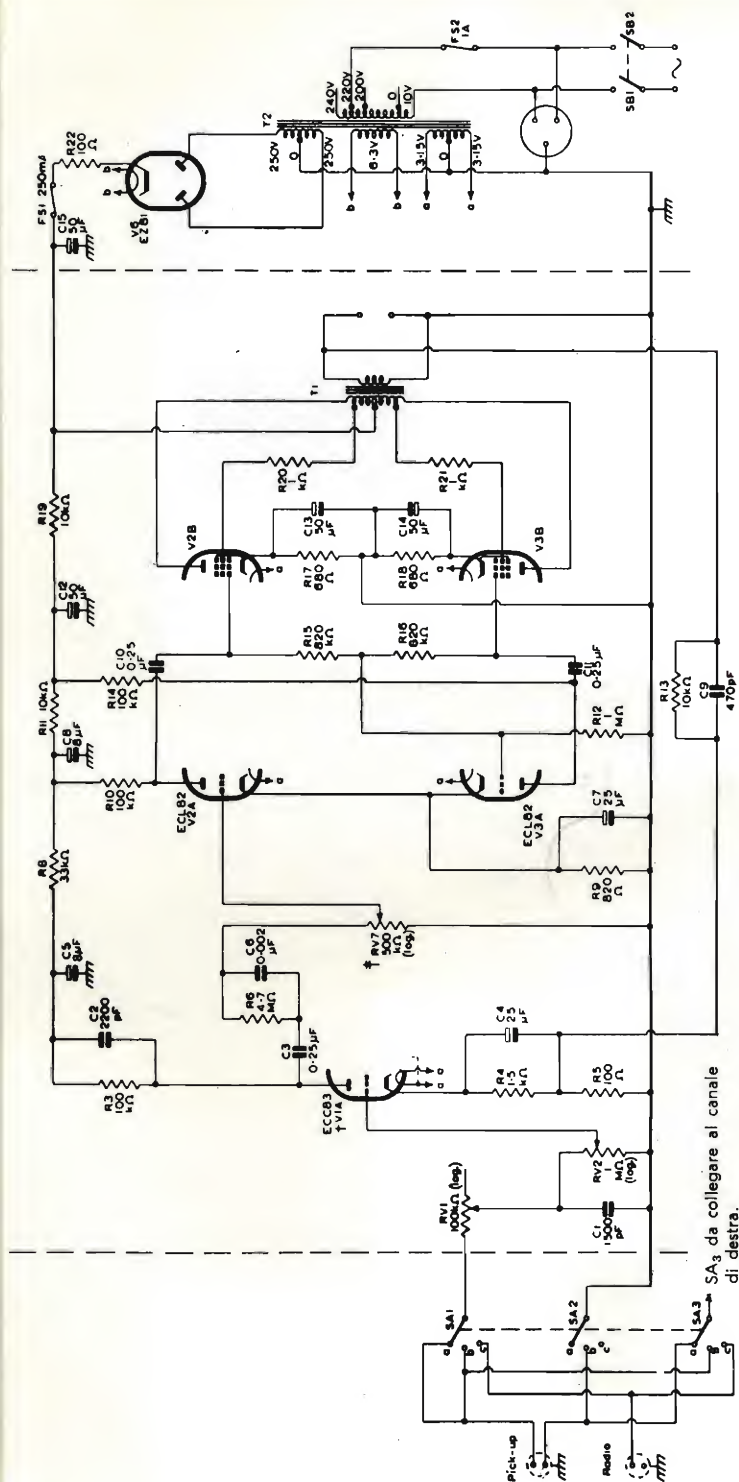 R3
100
kΩ
C2
2200
pF
C5
8μF
R8
33kΩ
C8
8μF
R11 10kΩ
C12
50
μF
R19
10kΩ
C15
50
μF
FS1 250mA
R22
100
Ω
b
b
V6
EZ81
R10
100
kΩ
R14
100
kΩ
C10
0·25
μF
R6
4·7
MΩ
C6
0·002
μF
C3
0·25μF
RV7
500
kΩ
(log.)
ECC83
†V1A
a
a
ECL82
V2A
a
a
ECL82
V3A
R15
820
kΩ
R16
820
kΩ
C11
0·25μF
V2B
a
R20
1
kΩ
R21
1
kΩ
C13
50
μF
C14
50
μF
R17
680
Ω
R18
680
Ω
a
V3B
T1
250V
0
250V
T2
240V
220V
200V
0
10V
6·3V
b
b
3·15V
0
3·15V
a
a
FS2
1A
SB1
SB2
RV1
100kΩ (log.)
C1
1500
pF
RV2
1
MΩ
(log.)
R4
1·5
kΩ
C4
25
μF
R5
100
Ω
R9
820
Ω
C7
25
μF
R12
1
MΩ
R13
10kΩ
C9
470pF
SA1
a
b
c
SA2
a
b
c
SA3
a
c
Pick-up
Radio
SA3 da collegare al canale
di destra.